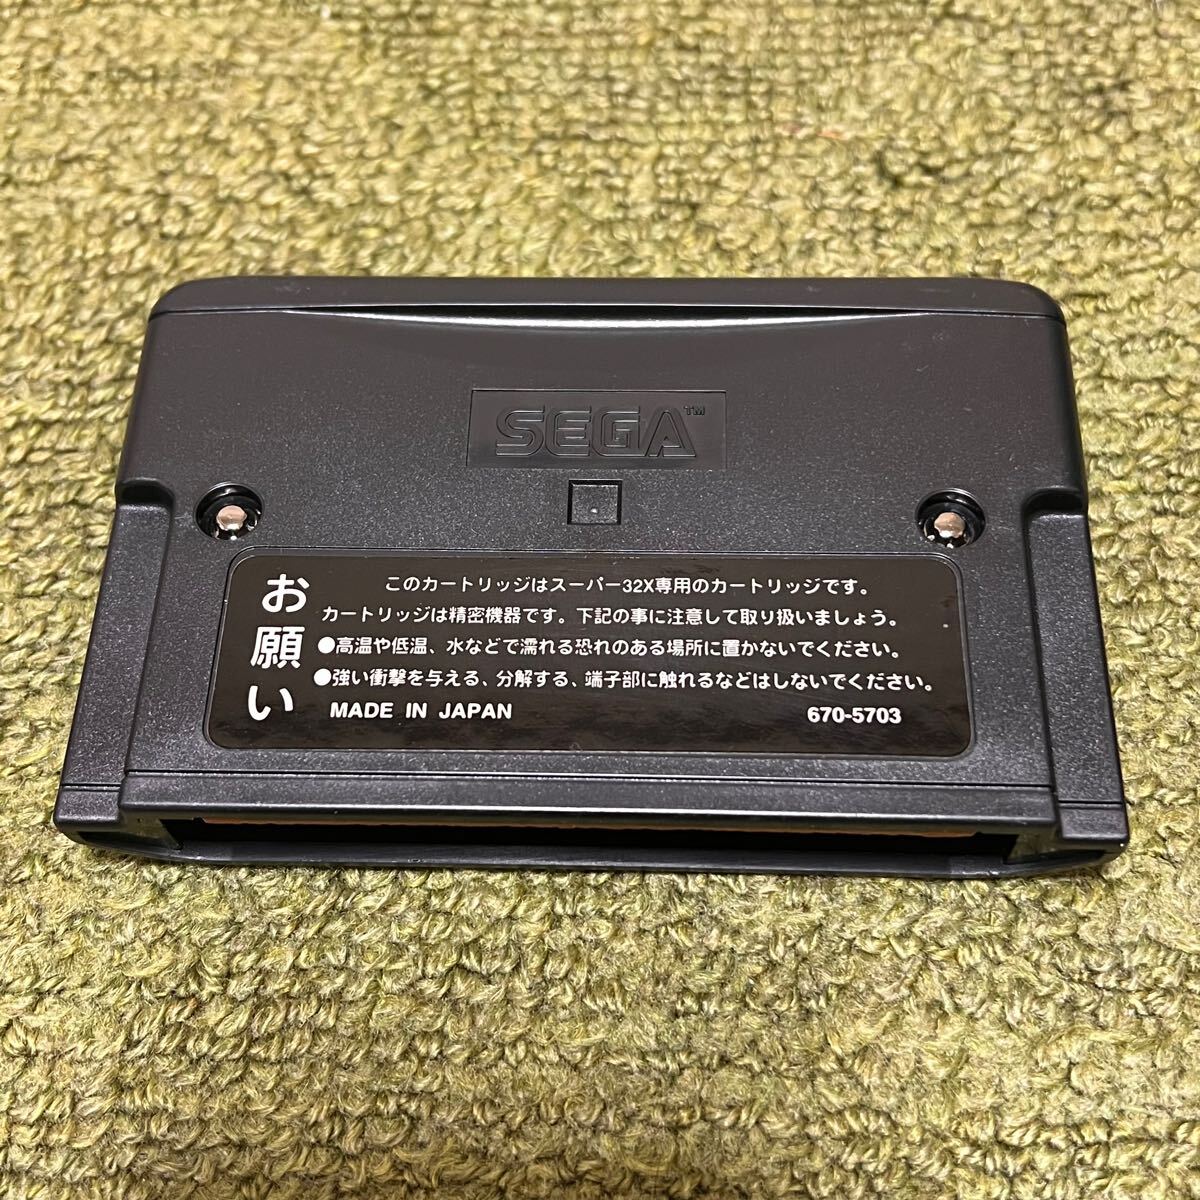 SEGA™
お願い
このカートリッジはスーパー32X専用のカートリッジです。
カートリッジは精密機器です。下記の事に注意して取り扱いましょう。
●高温や低温、水などで濡れる恐れのある場所に置かないでください。
●強い衝撃を与える、分解する、端子部に触れるなどはしないでください。
MADE IN JAPAN 670-5703